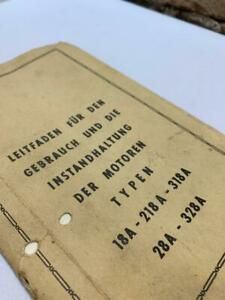 LEITFADEN FÜR DEN
GEBRAUCH UND DIE
INSTANDHALTUNG
DER MOTOREN
TYPEN
18A - 218A - 318A
28A - 328A